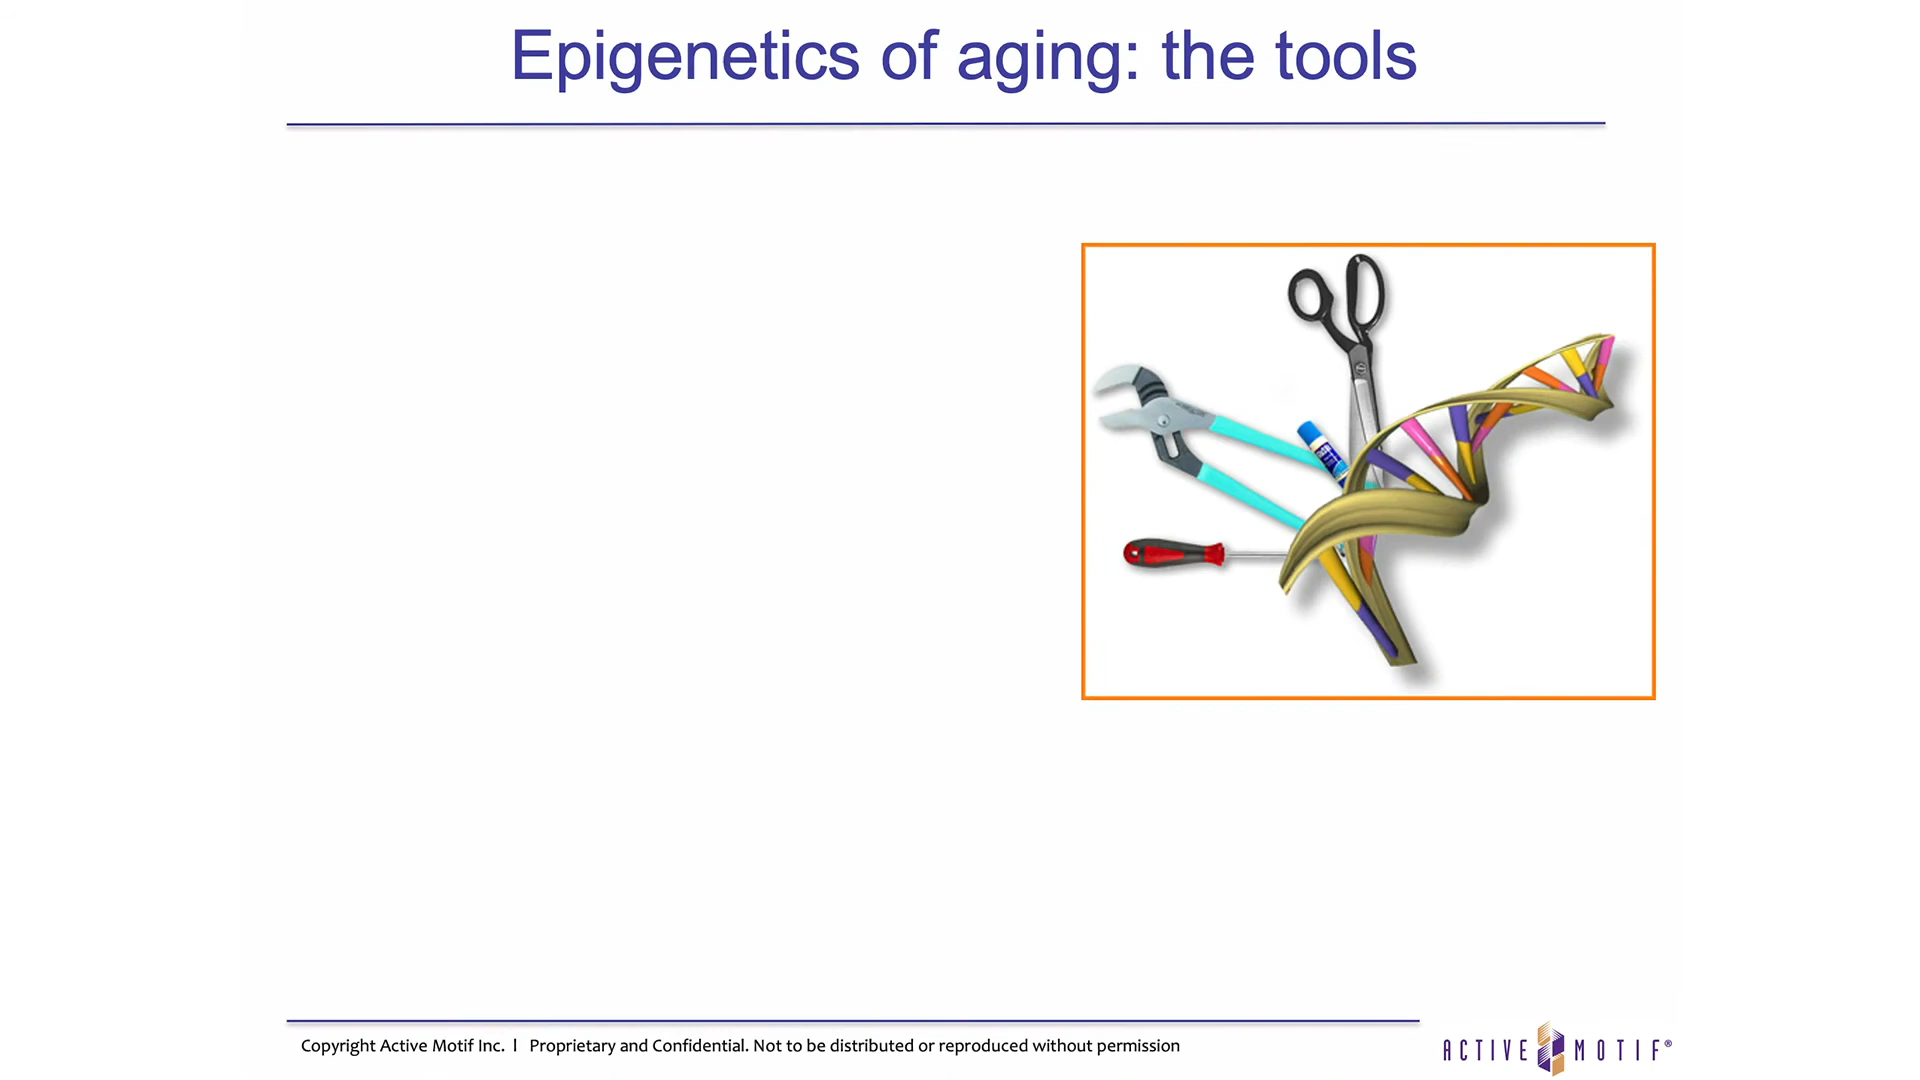 Epigenetics of aging: the tools
Copyright Active Motif Inc. I Proprietary and Confidential. Not to be distributed or reproduced without permission
ACTIVE MOTIF®